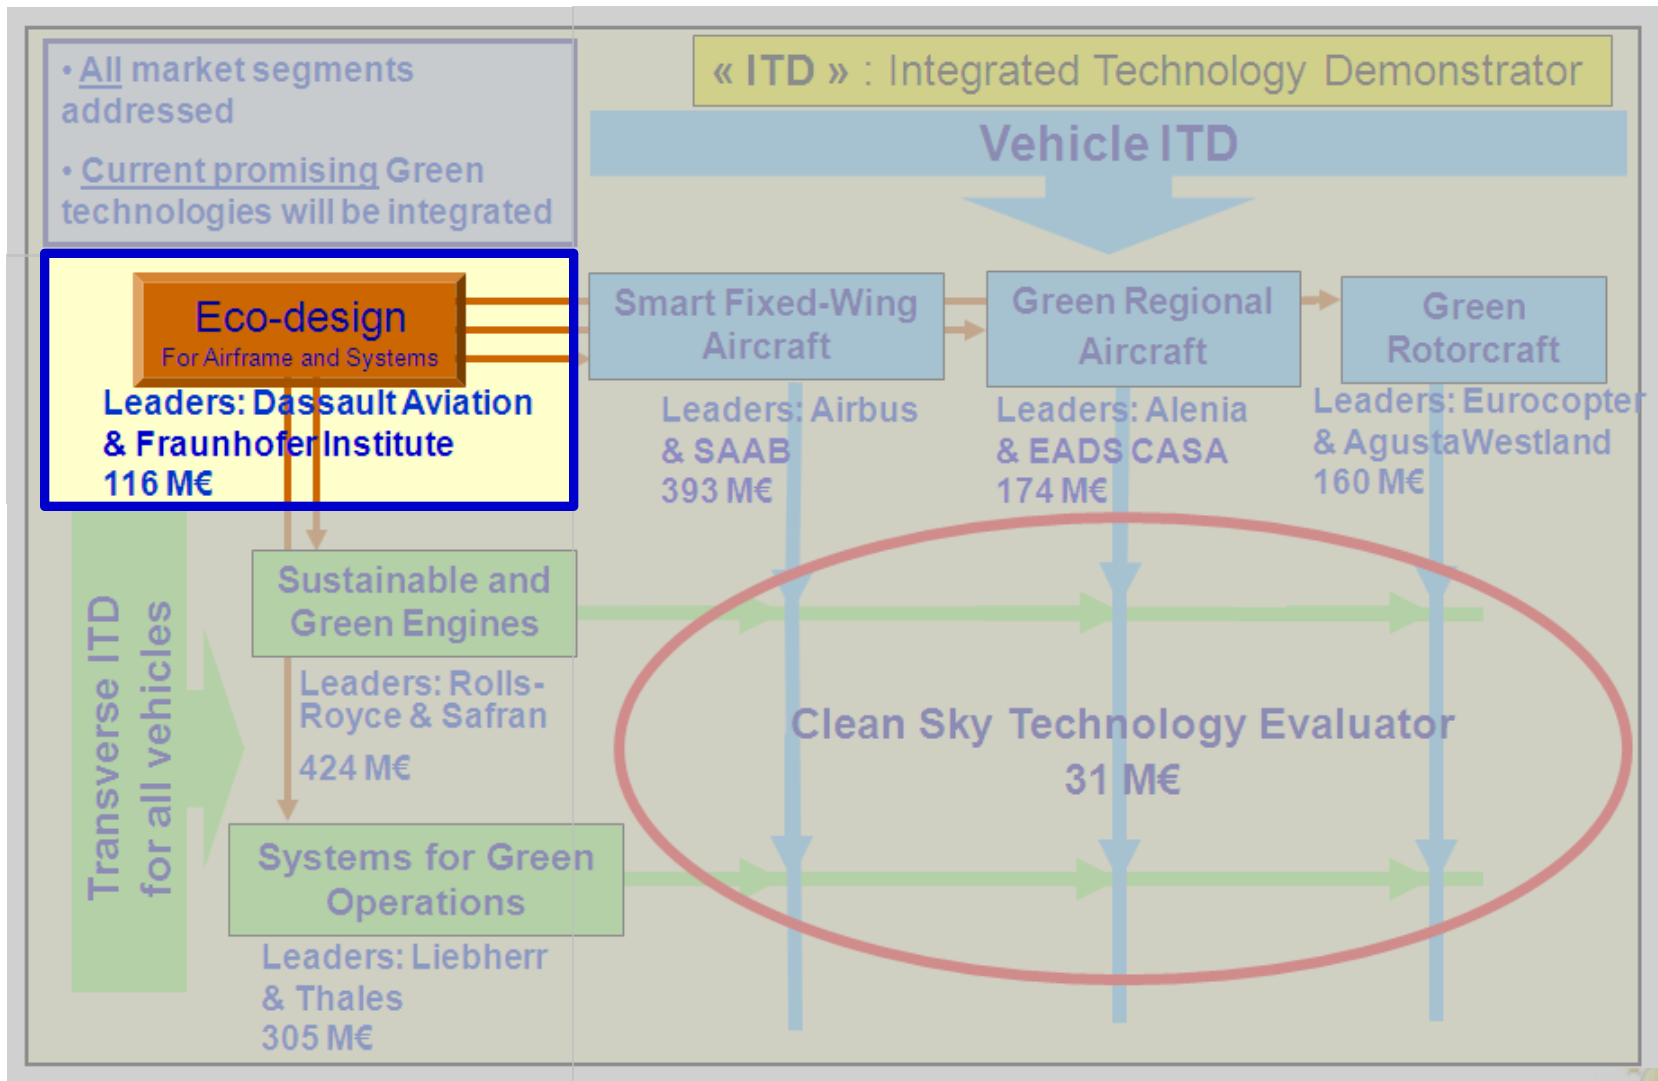 • All market segments
addressed
• Current promising Green
technologies will be integrated
« ITD » : Integrated Technology Demonstrator
Vehicle ITD
Eco-design
For Airframe and Systems
Leaders: Dassault Aviation
& Fraunhofer Institute
116 M€
Smart Fixed-Wing
Aircraft
Leaders: Airbus
& SAAB
393 M€
Green Regional
Aircraft
Leaders: Alenia
& EADS CASA
174 M€
Green
Rotorcraft
Leaders: Eurocopter
& AgustaWestland
160 M€
Transverse ITD
for all vehicles
Sustainable and
Green Engines
Leaders: Rolls-
Royce & Safran
424 M€
Clean Sky Technology Evaluator
31 M€
Systems for Green
Operations
Leaders: Liebherr
& Thales
305 M€